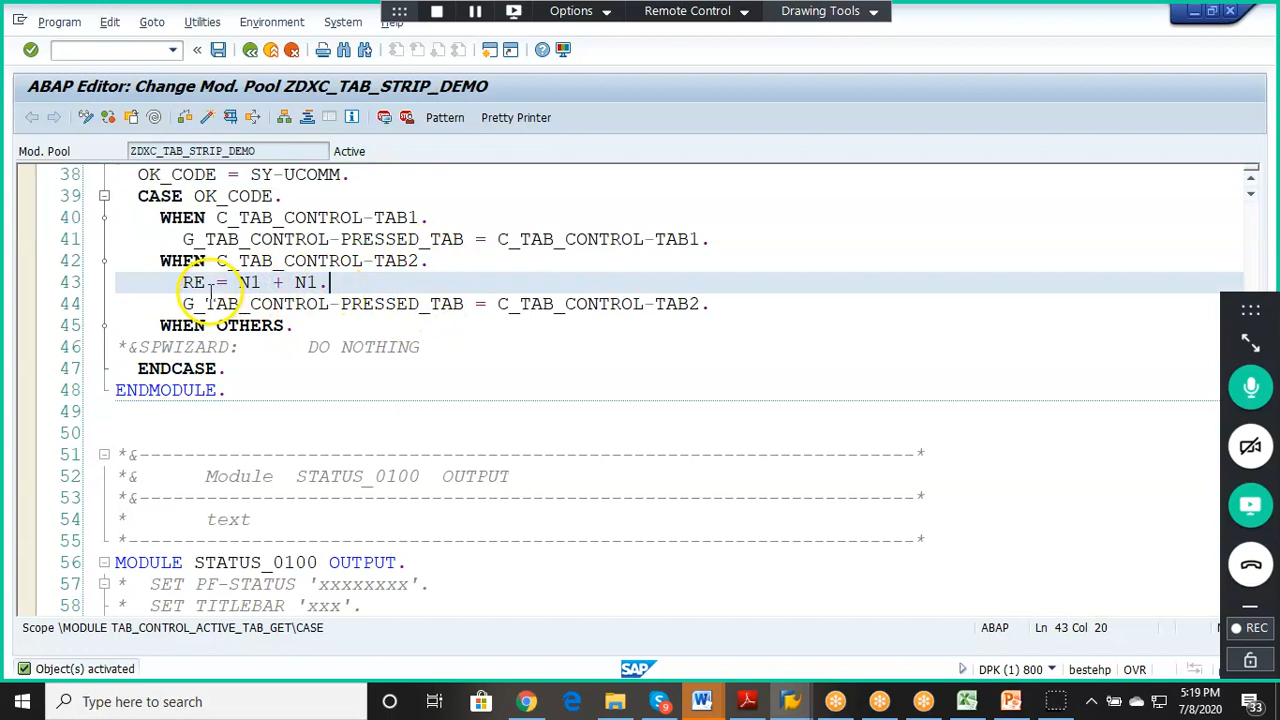 Program Edit Goto Utilities Environment System Help
Options Remote Control Drawing Tools
ABAP Editor: Change Mod. Pool ZDXC_TAB_STRIP_DEMO
Pattern Pretty Printer
Mod. Pool ZDXC_TAB_STRIP_DEMO Active
38 OK_CODE = SY-UCOMM.
39 CASE OK_CODE.
40 WHEN C_TAB_CONTROL-TAB1.
41 G_TAB_CONTROL-PRESSED_TAB = C_TAB_CONTROL-TAB1.
42 WHEN C_TAB_CONTROL-TAB2.
43 RE = N1 + N1.
44 G_TAB_CONTROL-PRESSED_TAB = C_TAB_CONTROL-TAB2.
45 WHEN OTHERS.
46 *&SPWIZARD: DO NOTHING
47 ENDCASE.
48 ENDMODULE.
49
50
51 *&---------------------------------------------------------------------*
52 *& Module STATUS_0100 OUTPUT
53 *&---------------------------------------------------------------------*
54 * text
55 *----------------------------------------------------------------------*
56 MODULE STATUS_0100 OUTPUT.
57 * SET PF-STATUS 'xxxxxxxx'.
58 * SET TITLEBAR 'xxx'.
Scope \MODULE TAB_CONTROL_ACTIVE_TAB_GET\CASE ABAP Ln 43 Col 20
REC
Object(s) activated SAP DPK (1) 800 bestehp OVR
Type here to search 9 5:19 PM
7/8/2020 33